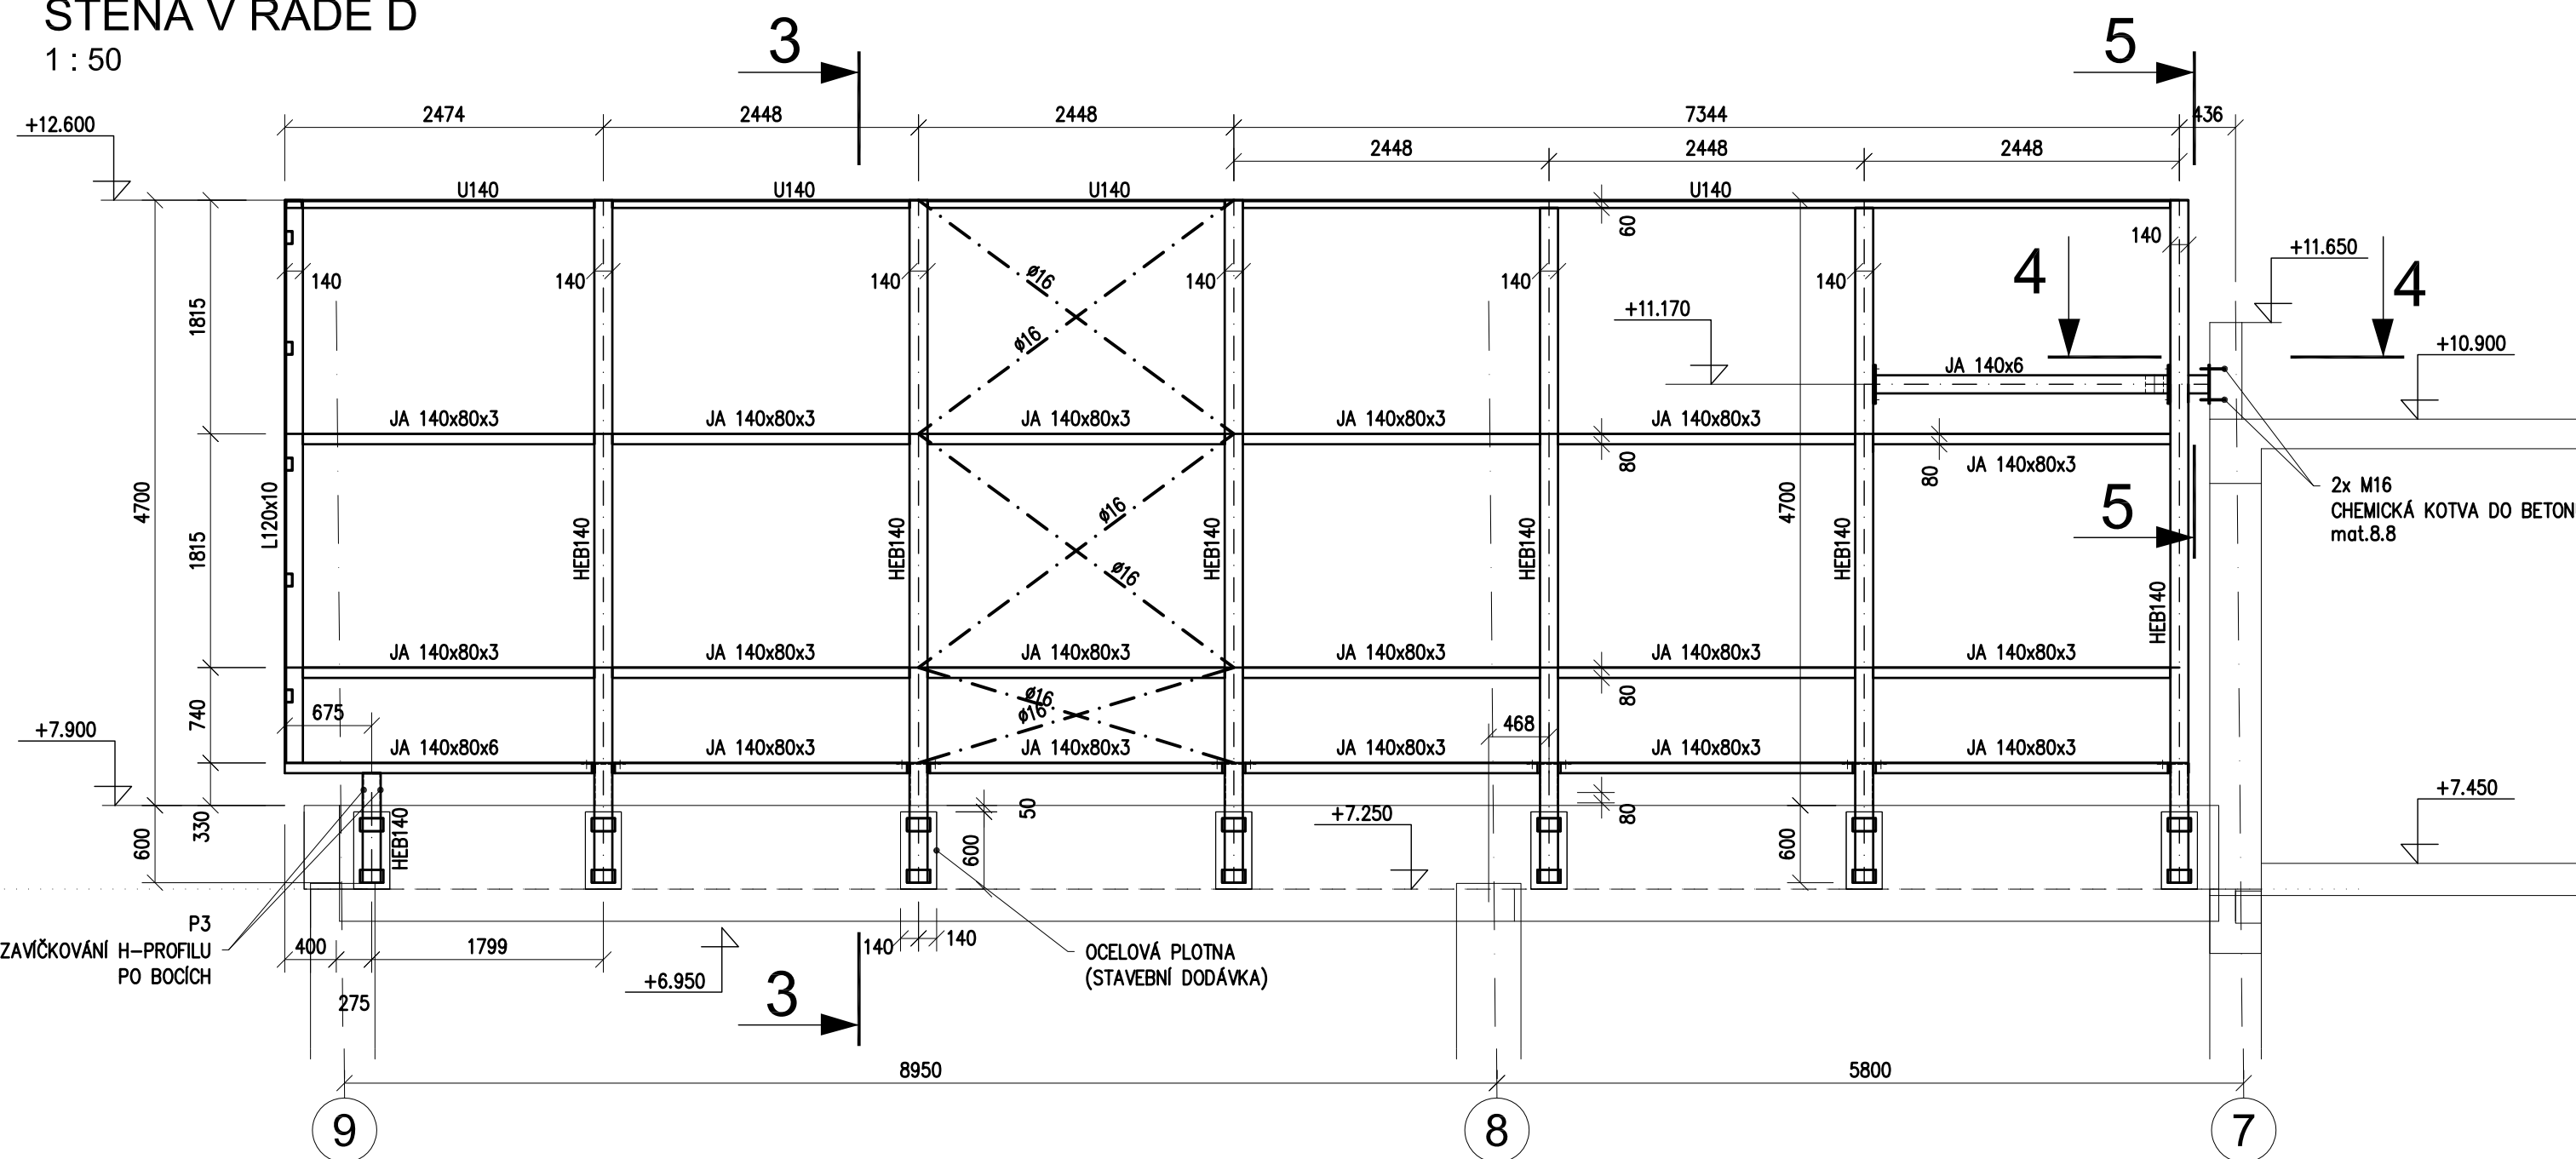 STĚNA V ŘADĚ D
1 : 50
3
5
2474
2448
2448
7344
436
+12.600
2448
2448
2448
U140
U140
U140
U140
60
140
140
140
140
140
140
140
+11.650
4
4
ø16
ø16
1815
+11.170
+10.900
JA 140x6
JA 140x80x3
JA 140x80x3
JA 140x80x3
JA 140x80x3
JA 140x80x3
80
80
JA 140x80x3
4700
L120x10
1815
HEB140
HEB140
HEB140
HEB140
4700
HEB140
HEB140
ø16
ø16
5
2x M16
CHEMICKÁ KOTVA DO BETON
mat.8.8
JA 140x80x3
JA 140x80x3
JA 140x80x3
JA 140x80x3
JA 140x80x3
JA 140x80x3
80
740
675
ø16
ø16
468
+7.900
JA 140x80x6
JA 140x80x3
JA 140x80x3
JA 140x80x3
JA 140x80x3
JA 140x80x3
330
600
HEB140
50
600
+7.250
80
600
+7.450
P3
ZAVÍČKOVÁNÍ H-PROFILU
PO BOCÍCH
400
1799
275
140
140
+6.950
3
OCELOVÁ PLOTNA
(STAVEBNÍ DODÁVKA)
8950
5800
9
8
7